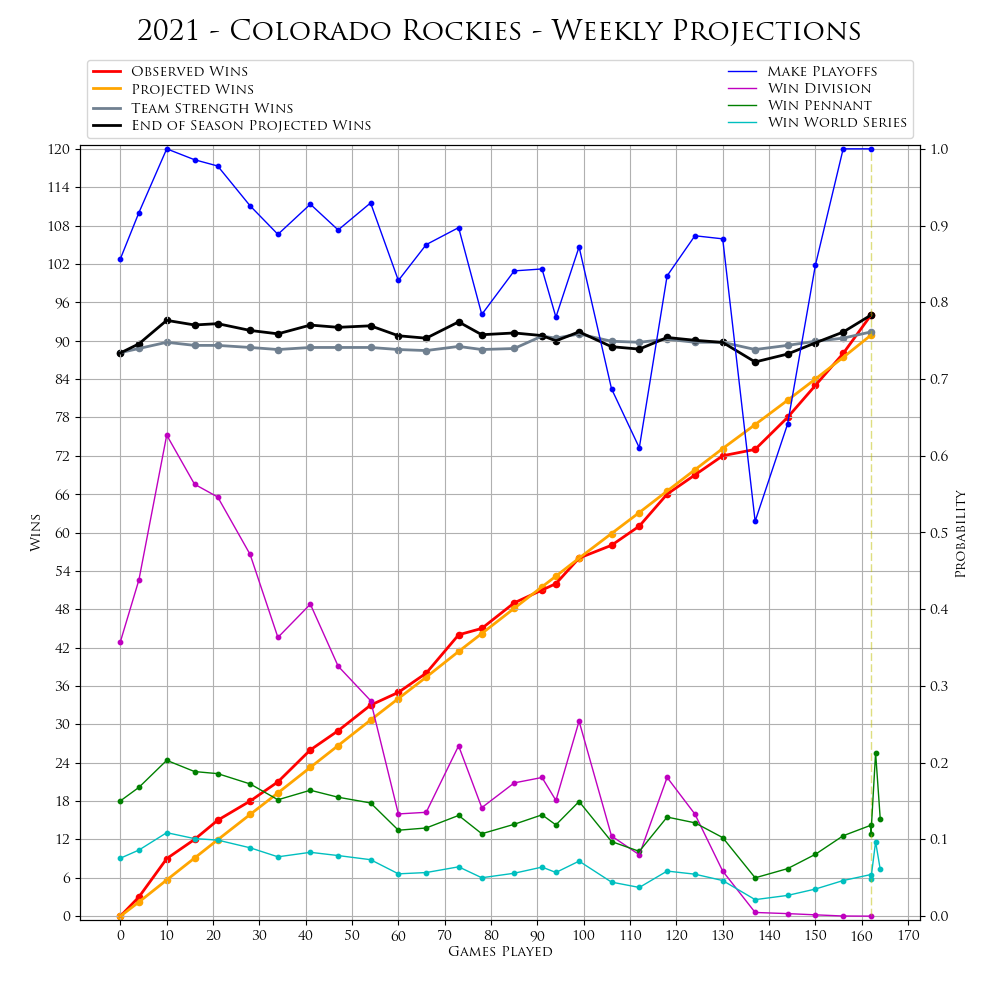 2021 - Colorado Rockies - Weekly Projections
Observed Wins
Projected Wins
Team Strength Wins
End of Season Projected Wins
Make Playoffs
Win Division
Win Pennant
Win World Series
120
114
108
102
96
90
84
78
72
66
60
54
48
42
36
30
24
18
12
6
0
Wins
1.0
0.9
0.8
0.7
0.6
0.5
0.4
0.3
0.2
0.1
0.0
Probability
0 10 20 30 40 50 60 70 80 90 100 110 120 130 140 150 160 170
Games Played